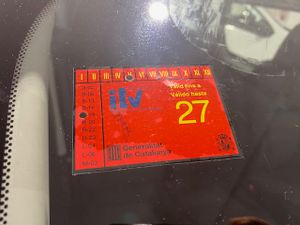 I II III IV V VI VII VIII IX X XI XII
itv
Vàlid fins a
Válido hasta
27
Generalitat
de Catalunya